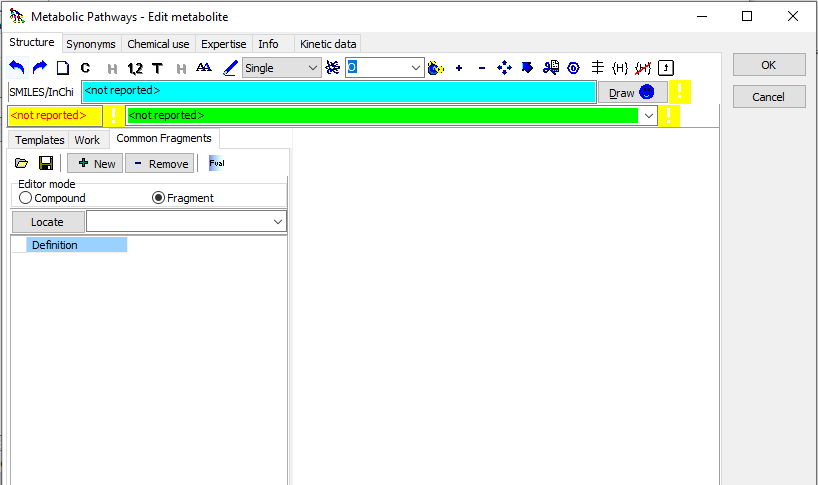 Metabolic Pathways - Edit metabolite
Structure Synonyms Chemical use Expertise Info Kinetic data
C H 1,2 T H AA Single O {H} {H}
OK
SMILES/InChi <not reported> Draw !
Cancel
<not reported> ! <not reported> !
Templates Work Common Fragments
+ New - Remove Fval
Editor mode
Compound Fragment
Locate
Definition